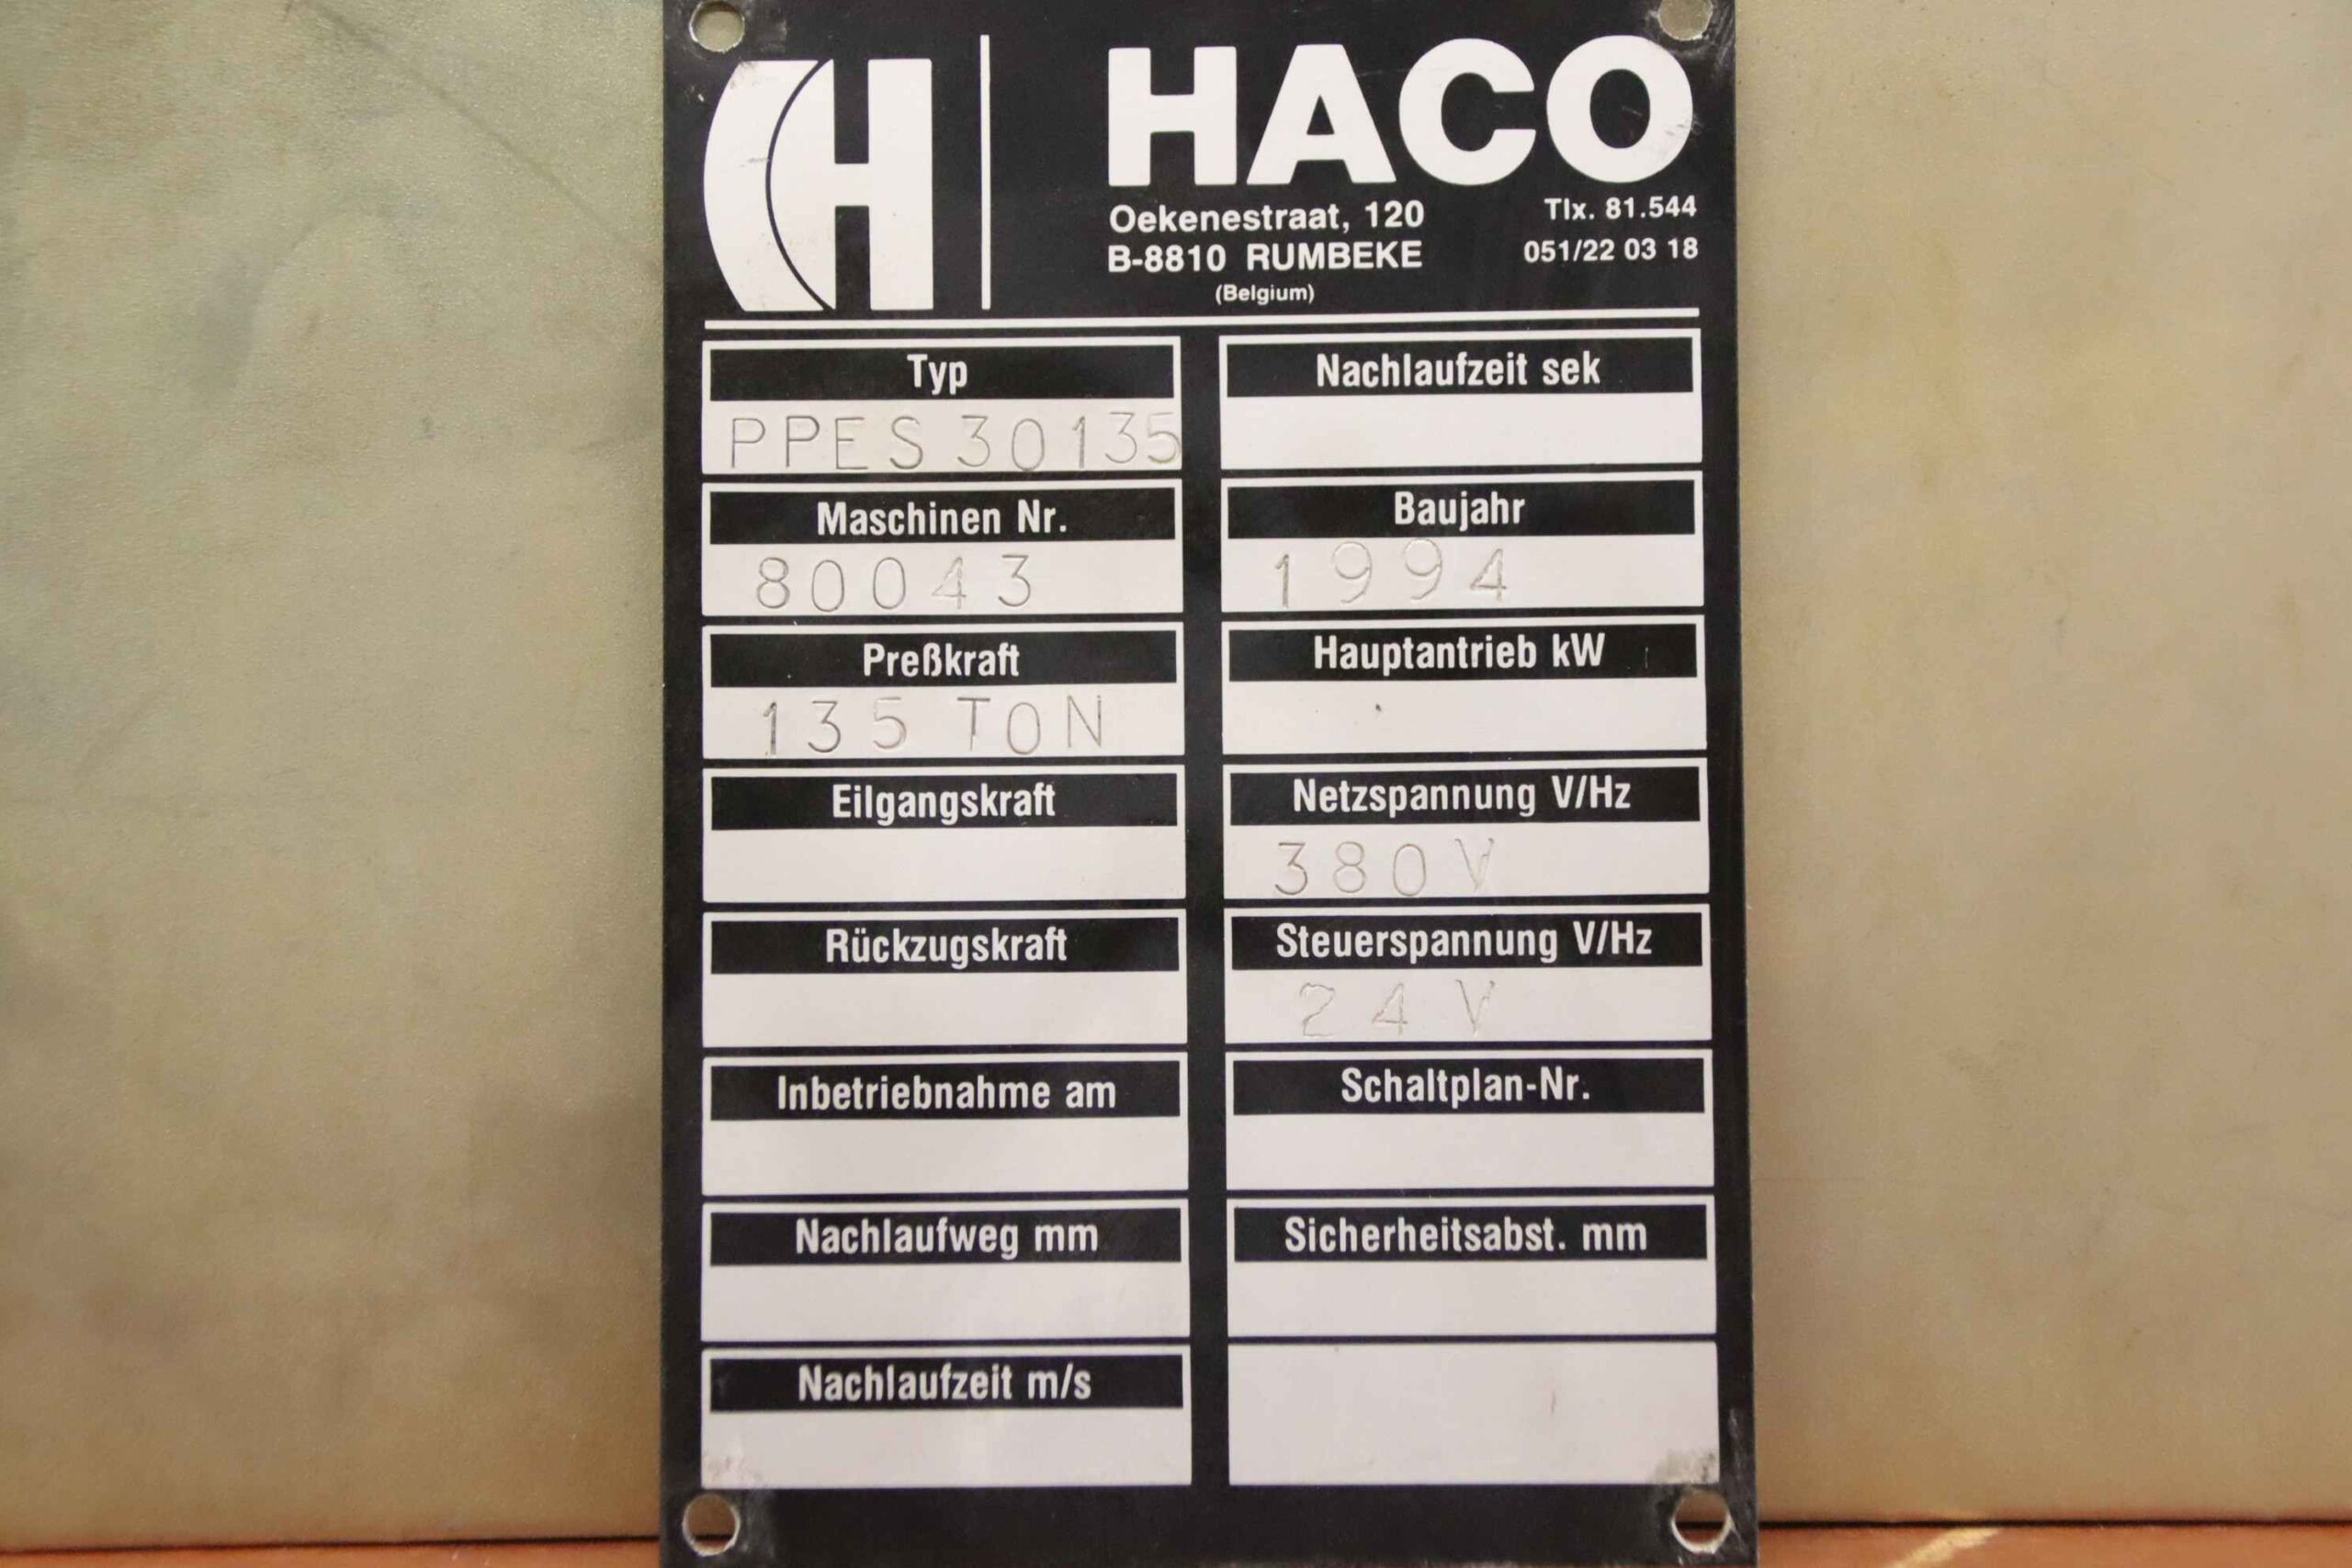 HACO
Oekenestraat, 120
B-8810 RUMBEKE
(Belgium)
Tlx. 81.544
051/22 03 18
Typ
PPES 30135
Nachlaufzeit sek
Maschinen Nr.
80043
Baujahr
1994
Preßkraft
135 TON
Hauptantrieb kW
Eilgangskraft
Netzspannung V/Hz
380V
Rückzugskraft
Steuerspannung V/Hz
24V
Inbetriebnahme am
Schaltplan-Nr.
Nachlaufweg mm
Sicherheitsabst. mm
Nachlaufzeit m/s